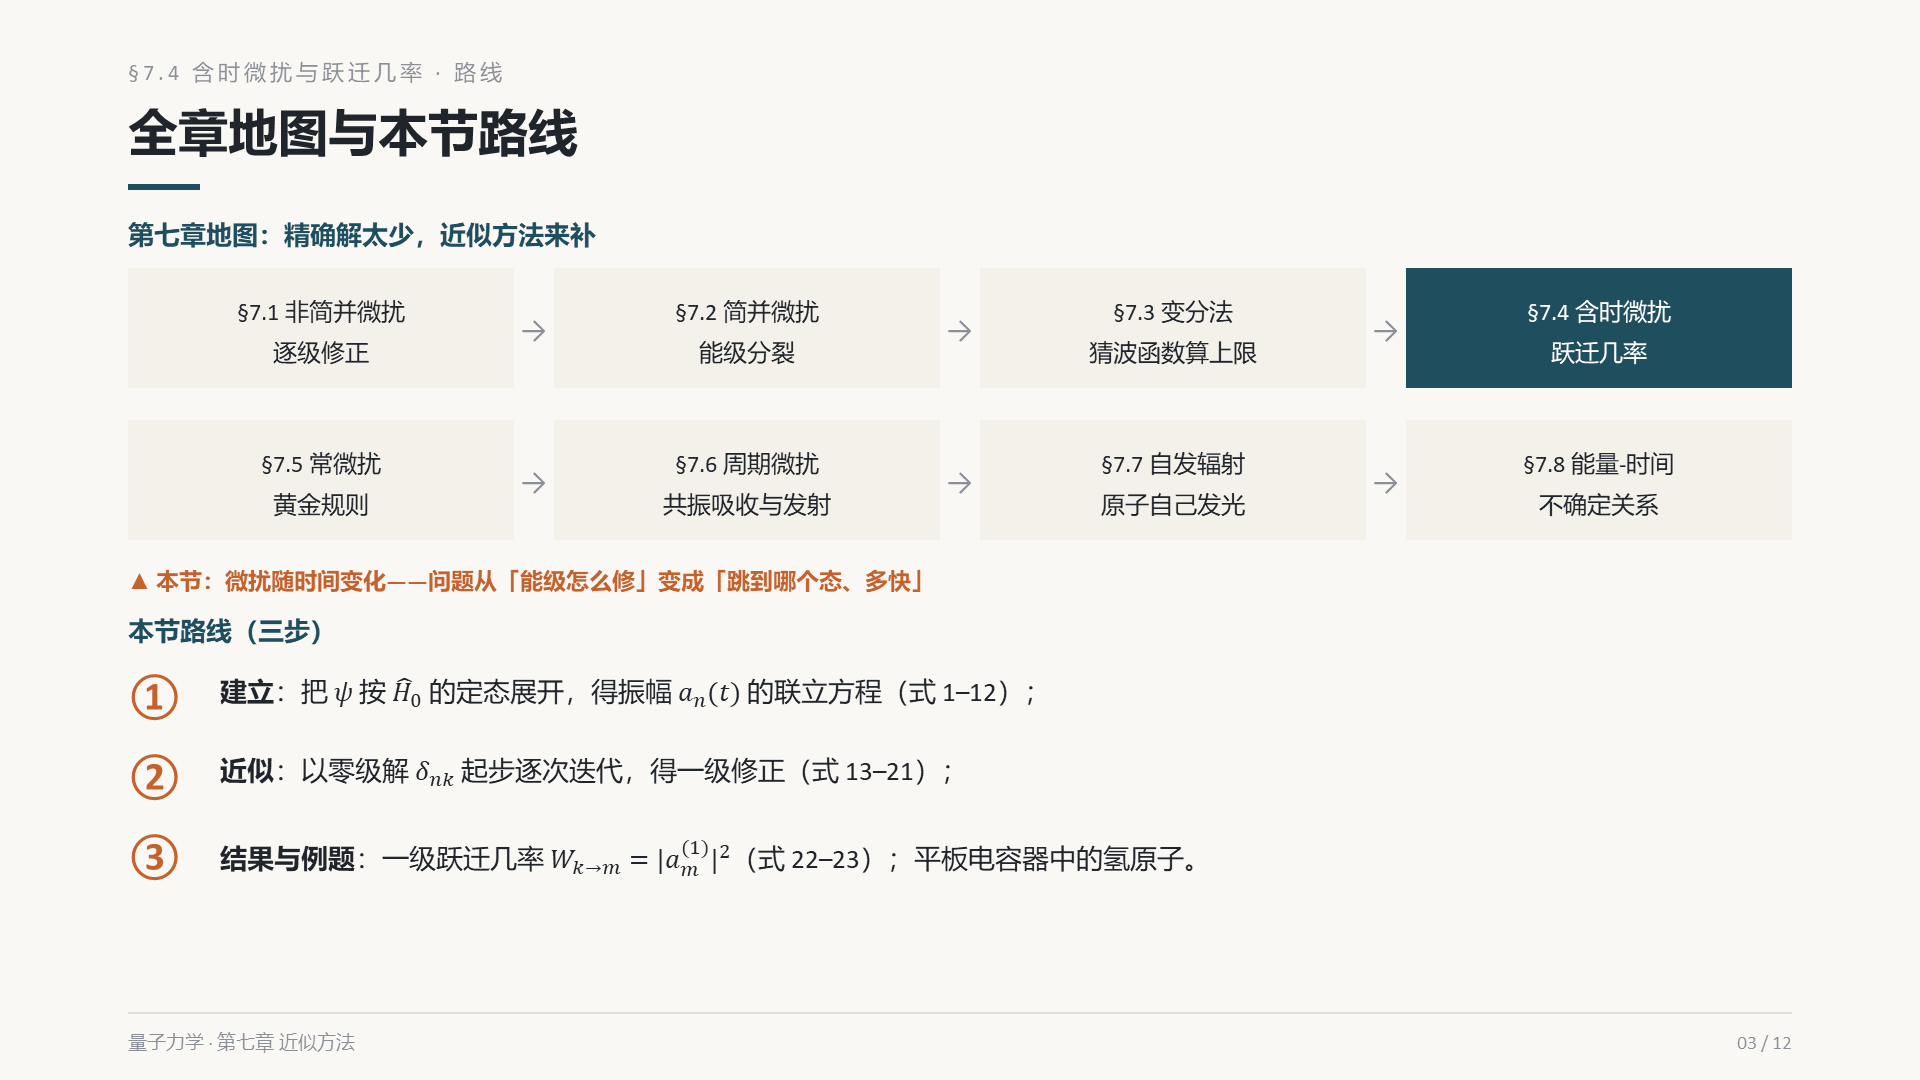 §7.4 含时微扰与跃迁几率 · 路线
全章地图与本节路线
第七章地图：精确解太少，近似方法来补
§7.1 非简并微扰
逐级修正
→
§7.2 简并微扰
能级分裂
→
§7.3 变分法
猜波函数算上限
→
§7.4 含时微扰
跃迁几率
§7.5 常微扰
黄金规则
→
§7.6 周期微扰
共振吸收与发射
→
§7.7 自发辐射
原子自己发光
→
§7.8 能量-时间
不确定关系
▲ 本节：微扰随时间变化——问题从「能级怎么修」变成「跳到哪个态、多快」
本节路线（三步）
① 建立：把 ψ 按 Ĥ₀ 的定态展开，得振幅 aₙ(t) 的联立方程（式 1–12）；
② 近似：以零级解 δₙₖ 起步逐次迭代，得一级修正（式 13–21）；
③ 结果与例题：一级跃迁几率 W_{k→m} = |a_m^{(1)}|²（式 22–23）；平板电容器中的氢原子。
量子力学 · 第七章 近似方法
03 / 12